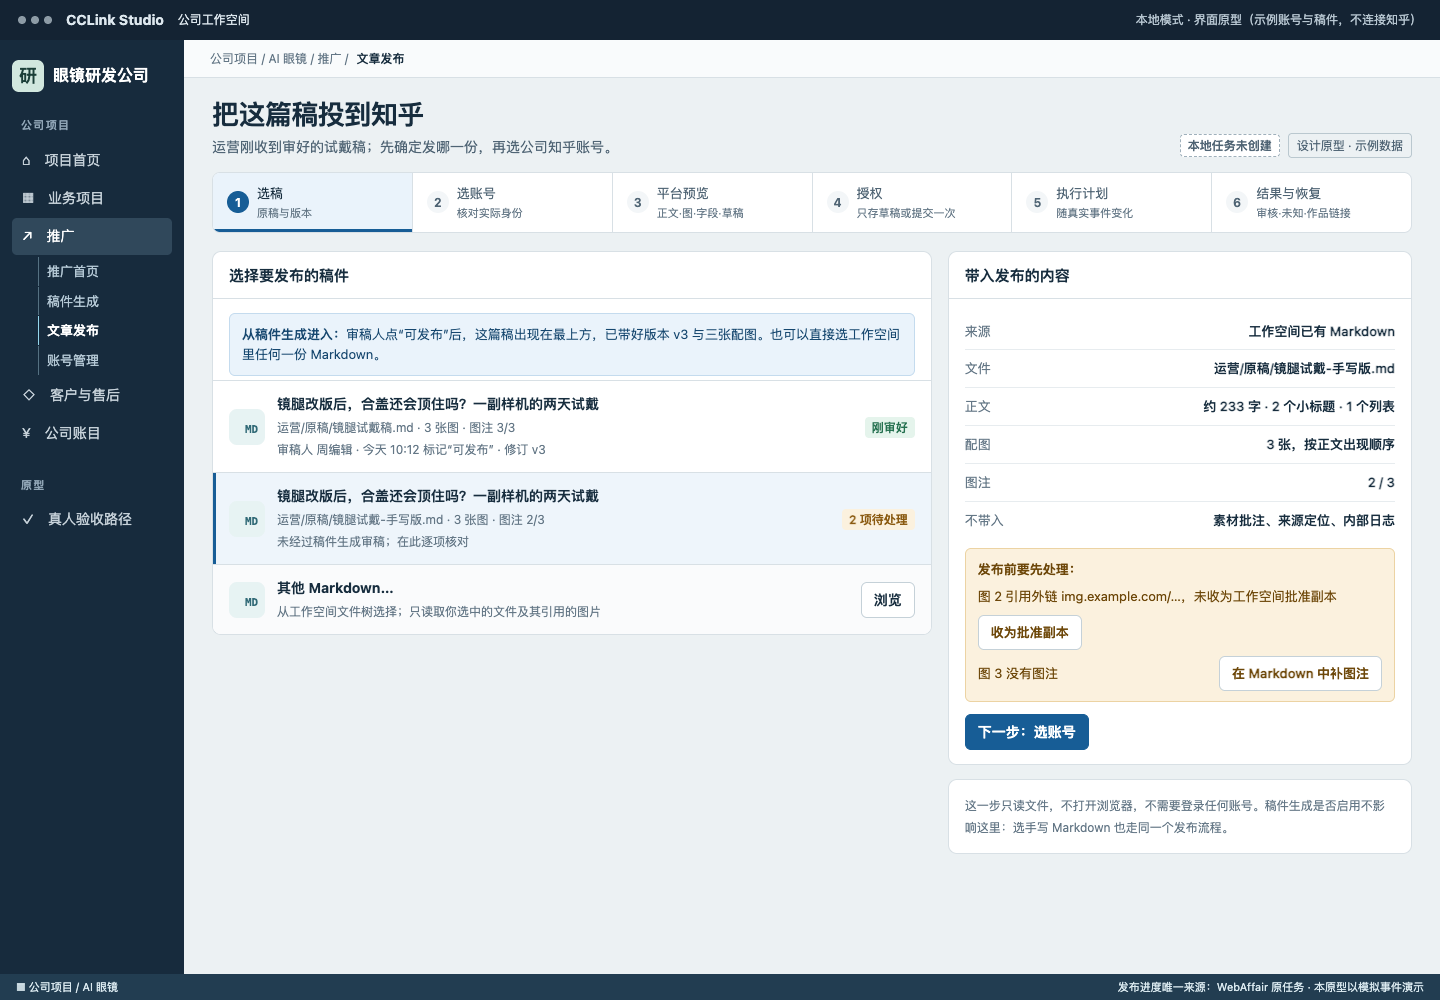 CCLink Studio 公司工作空间
本地模式 · 界面原型（示例账号与稿件，不连接知乎）
研 眼镜研发公司
公司项目
项目首页
业务项目
推广
推广首页
稿件生成
文章发布
账号管理
客户与售后
¥ 公司账目
原型
真人验收路径
公司项目 / AI 眼镜 / 推广 / 文章发布
把这篇稿投到知乎
运营刚收到审好的试戴稿；先确定发哪一份，再选公司知乎账号。
本地任务未创建
设计原型 · 示例数据
1 选稿
原稿与版本
2 选账号
核对实际身份
3 平台预览
正文·图·字段·草稿
4 授权
只存草稿或提交一次
5 执行计划
随真实事件变化
6 结果与恢复
审核·未知·作品链接
选择要发布的稿件
从稿件生成进入：审稿人点“可发布”后，这篇稿出现在最上方，已带好版本 v3 与三张配图。也可以直接选工作空间
里任何一份 Markdown。
MD
镜腿改版后，合盖还会顶住吗？一副样机的两天试戴
运营/原稿/镜腿试戴稿.md · 3 张图 · 图注 3/3
审稿人 周编辑 · 今天 10:12 标记“可发布” · 修订 v3
刚审好
MD
镜腿改版后，合盖还会顶住吗？一副样机的两天试戴
运营/原稿/镜腿试戴-手写版.md · 3 张图 · 图注 2/3
未经过稿件生成审稿；在此逐项核对
2 项待处理
MD
其他 Markdown…
从工作空间文件树选择；只读取你选中的文件及其引用的图片
浏览
带入发布的内容
来源 工作空间已有 Markdown
文件 运营/原稿/镜腿试戴-手写版.md
正文 约 233 字 · 2 个小标题 · 1 个列表
配图 3 张，按正文出现顺序
图注 2 / 3
不带入 素材批注、来源定位、内部日志
发布前要先处理：
图 2 引用外链 img.example.com/…，未收为工作空间批准副本
收为批准副本
图 3 没有图注 在 Markdown 中补图注
下一步：选账号
这一步只读文件，不打开浏览器，不需要登录任何账号。稿件生成是否启用不影
响这里：选手写 Markdown 也走同一个发布流程。
公司项目 / AI 眼镜
发布进度唯一来源：WebAffair 原任务 · 本原型以模拟事件演示